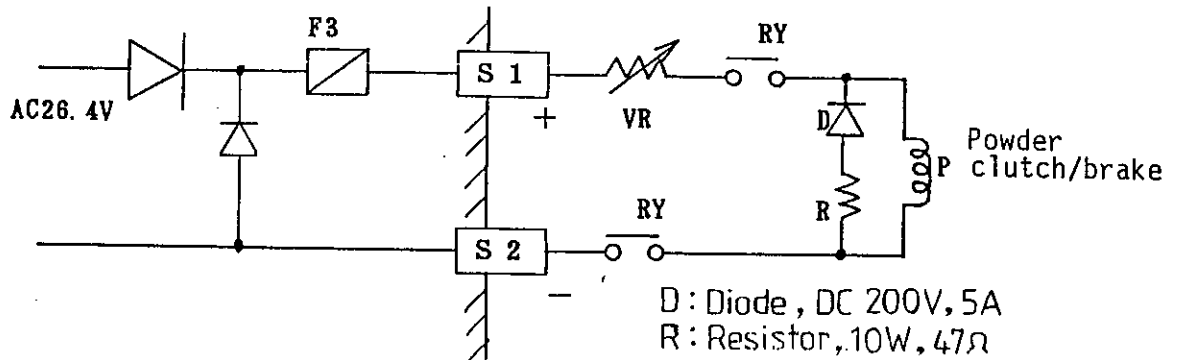 F3
RY
S 1
AC26. 4V
+
VR
D
Powder
P clutch/brake
R
RY
S 2
−
D : Diode , DC 200V, 5A
R : Resistor, 10W, 47Ω